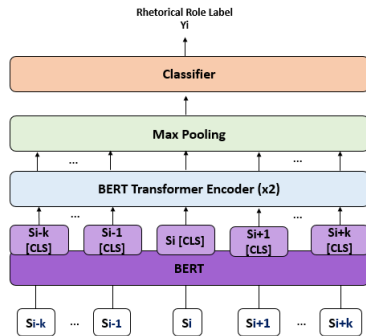 Rhetorical Role Label
Yi
Classifier
Max Pooling
... ...
BERT Transformer Encoder (x2)
... ...
Si-k [CLS] Si-1 [CLS] Si [CLS] Si+1 [CLS] Si+k [CLS]
BERT
Si-k ... Si-1 Si Si+1 ... Si+k